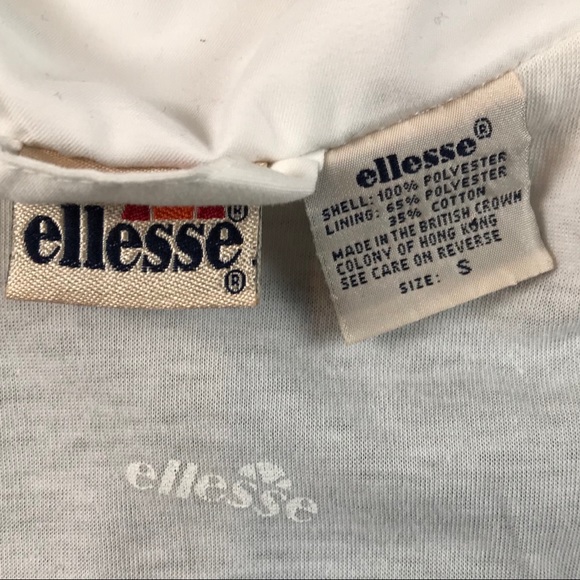 ellesse®
®
ellesse®
SHELL: 100% POLYESTER
LINING: 65% POLYESTER
35% COTTON
MADE IN THE BRITISH CROWN
COLONY OF HONG KONG
SEE CARE ON REVERSE
SIZE: S
ellesse